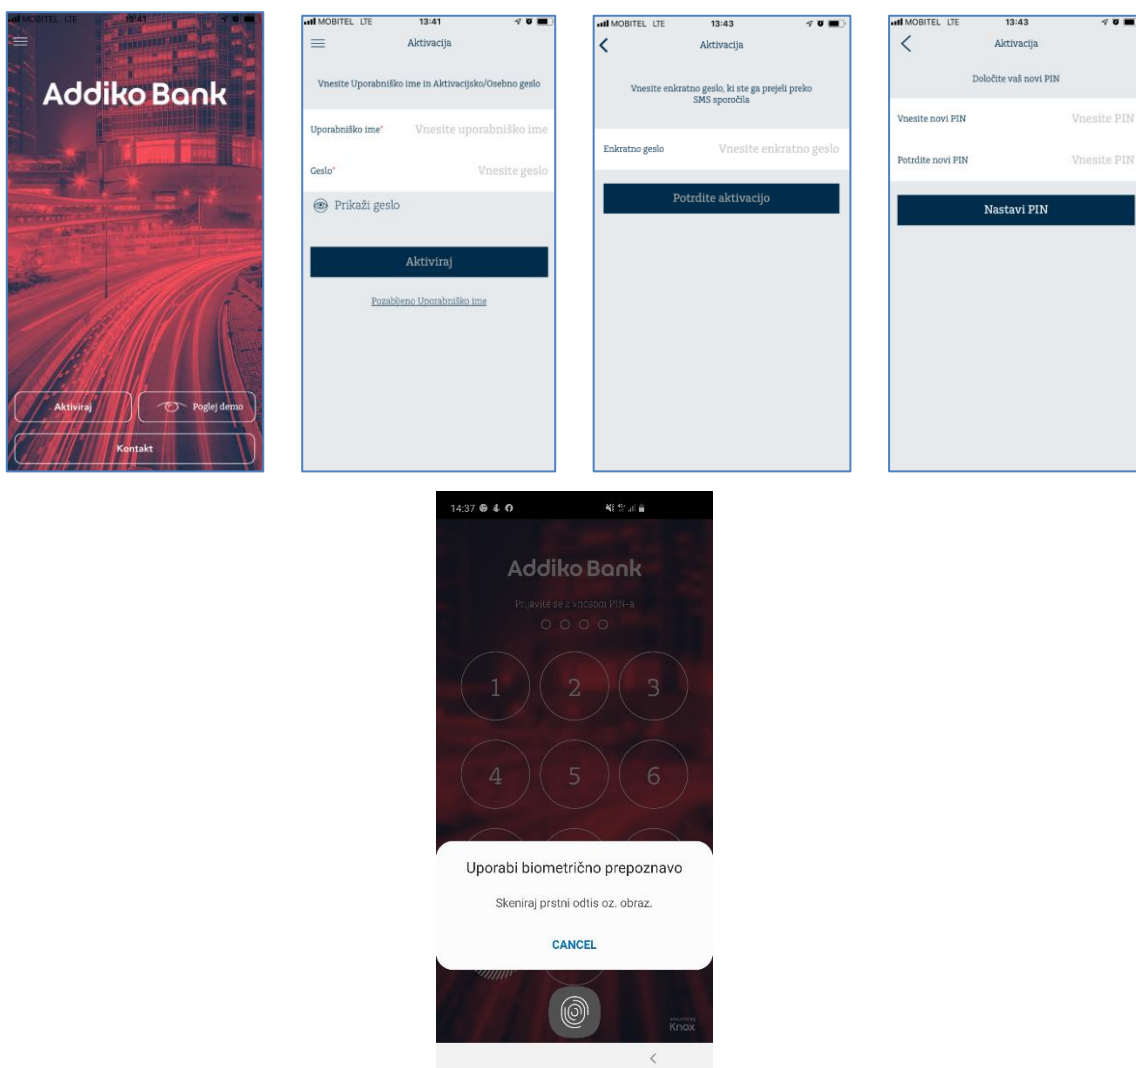 MOBITEL LTE 13:41
Addiko Bank
Aktiviraj
Poglej demo
Kontakt
MOBITEL LTE 13:41
Aktivacija
Vnesite Uporabniško ime in Aktivacijsko/Osebno geslo
Uporabniško ime* Vnesite uporabniško ime
Geslo* Vnesite geslo
Prikaži geslo
Aktiviraj
Pozabljeno Uporabniško ime
MOBITEL LTE 13:43
Aktivacija
Vnesite enkratno geslo, ki ste ga prejeli preko
SMS sporočila
Enkratno geslo Vnesite enkratno geslo
Potrdite aktivacijo
MOBITEL LTE 13:43
Aktivacija
Določite vaš novi PIN
Vnesite novi PIN Vnesite PIN
Potrdite novi PIN Vnesite PIN
Nastavi PIN
14:37
Addiko Bank
Prijavite se z vnosom PIN-a
1 2 3
4 5 6
Uporabi biometrično prepoznavo
Skeniraj prstni odtis oz. obraz.
CANCEL
Knox